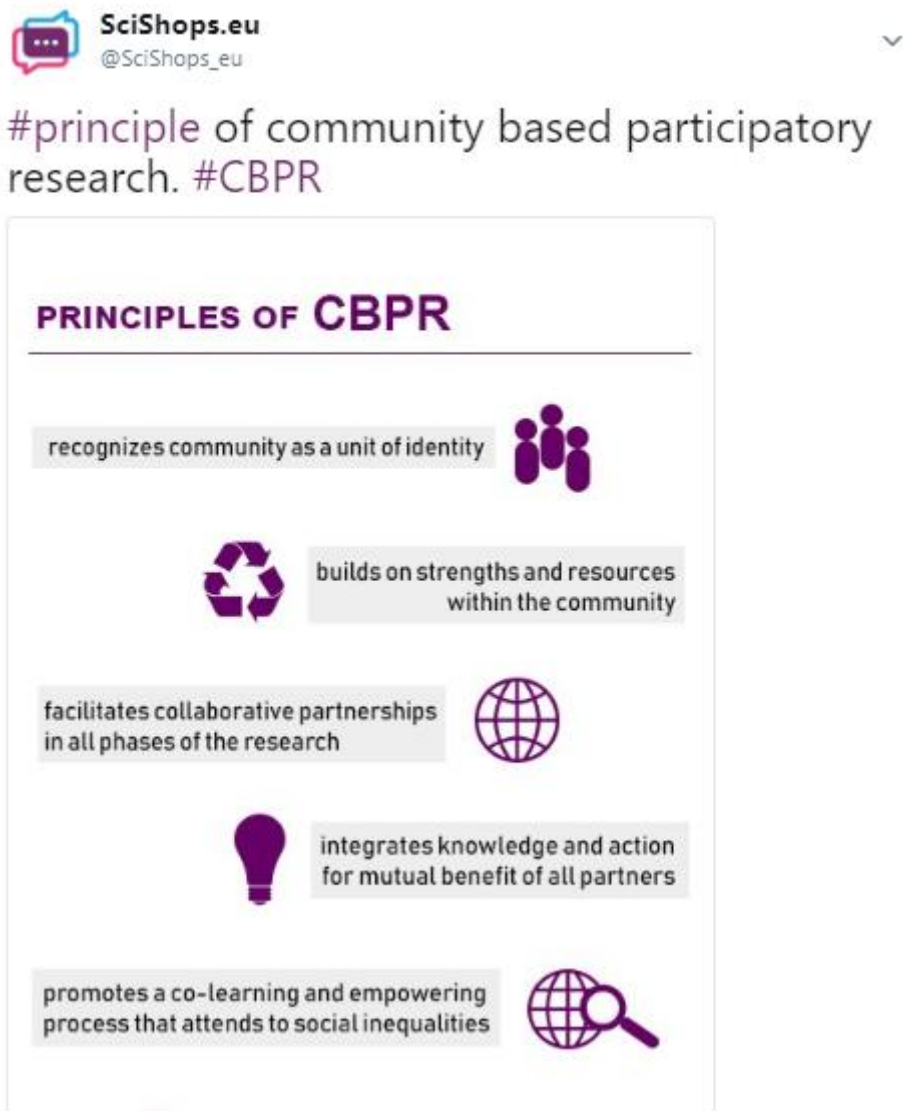 SciShops.eu
@SciShops_eu
#principle of community based participatory
research. #CBPR
PRINCIPLES OF CBPR
recognizes community as a unit of identity
builds on strengths and resources
within the community
facilitates collaborative partnerships
in all phases of the research
integrates knowledge and action
for mutual benefit of all partners
promotes a co-learning and empowering
process that attends to social inequalities